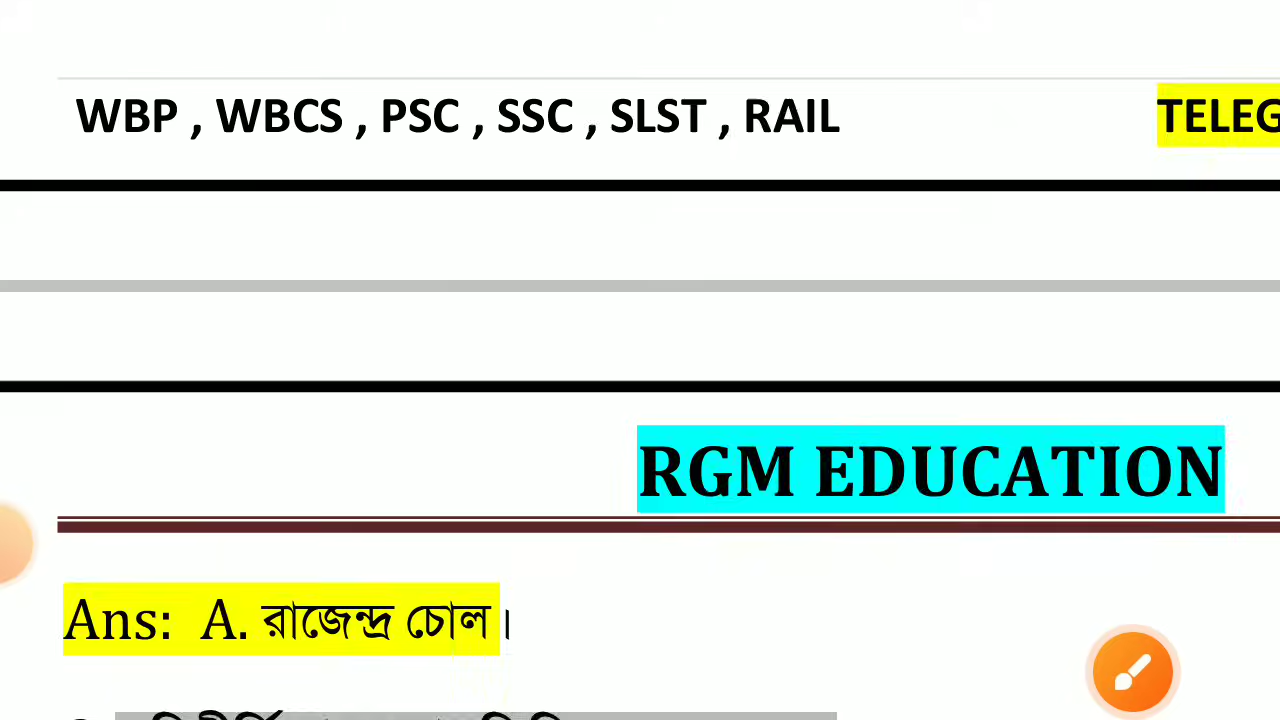 WBP , WBCS , PSC , SSC , SLST , RAIL
TELEG
RGM EDUCATION
Ans: A. রাজেন্দ্র চোল।